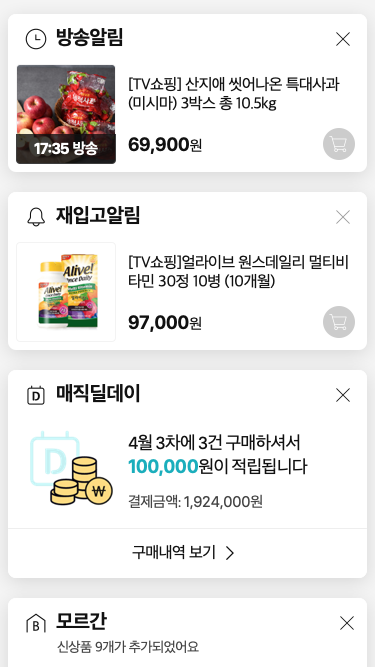 방송알림
[TV쇼핑] 산지애 씻어나온 특대사과
(미시마) 3박스 총 10.5kg
17:35 방송
69,900원
재입고알림
Alive!
Once Daily
Alive!
[TV쇼핑]얼라이브 원스데일리 멀티비
타민 30정 10병 (10개월)
97,000원
D
매직딜데이
D
₩
4월 3차에 3건 구매하셔서
100,000원이 적립됩니다
결제금액: 1,924,000원
구매내역 보기
B
모르간
신상품 9개가 추가되었어요